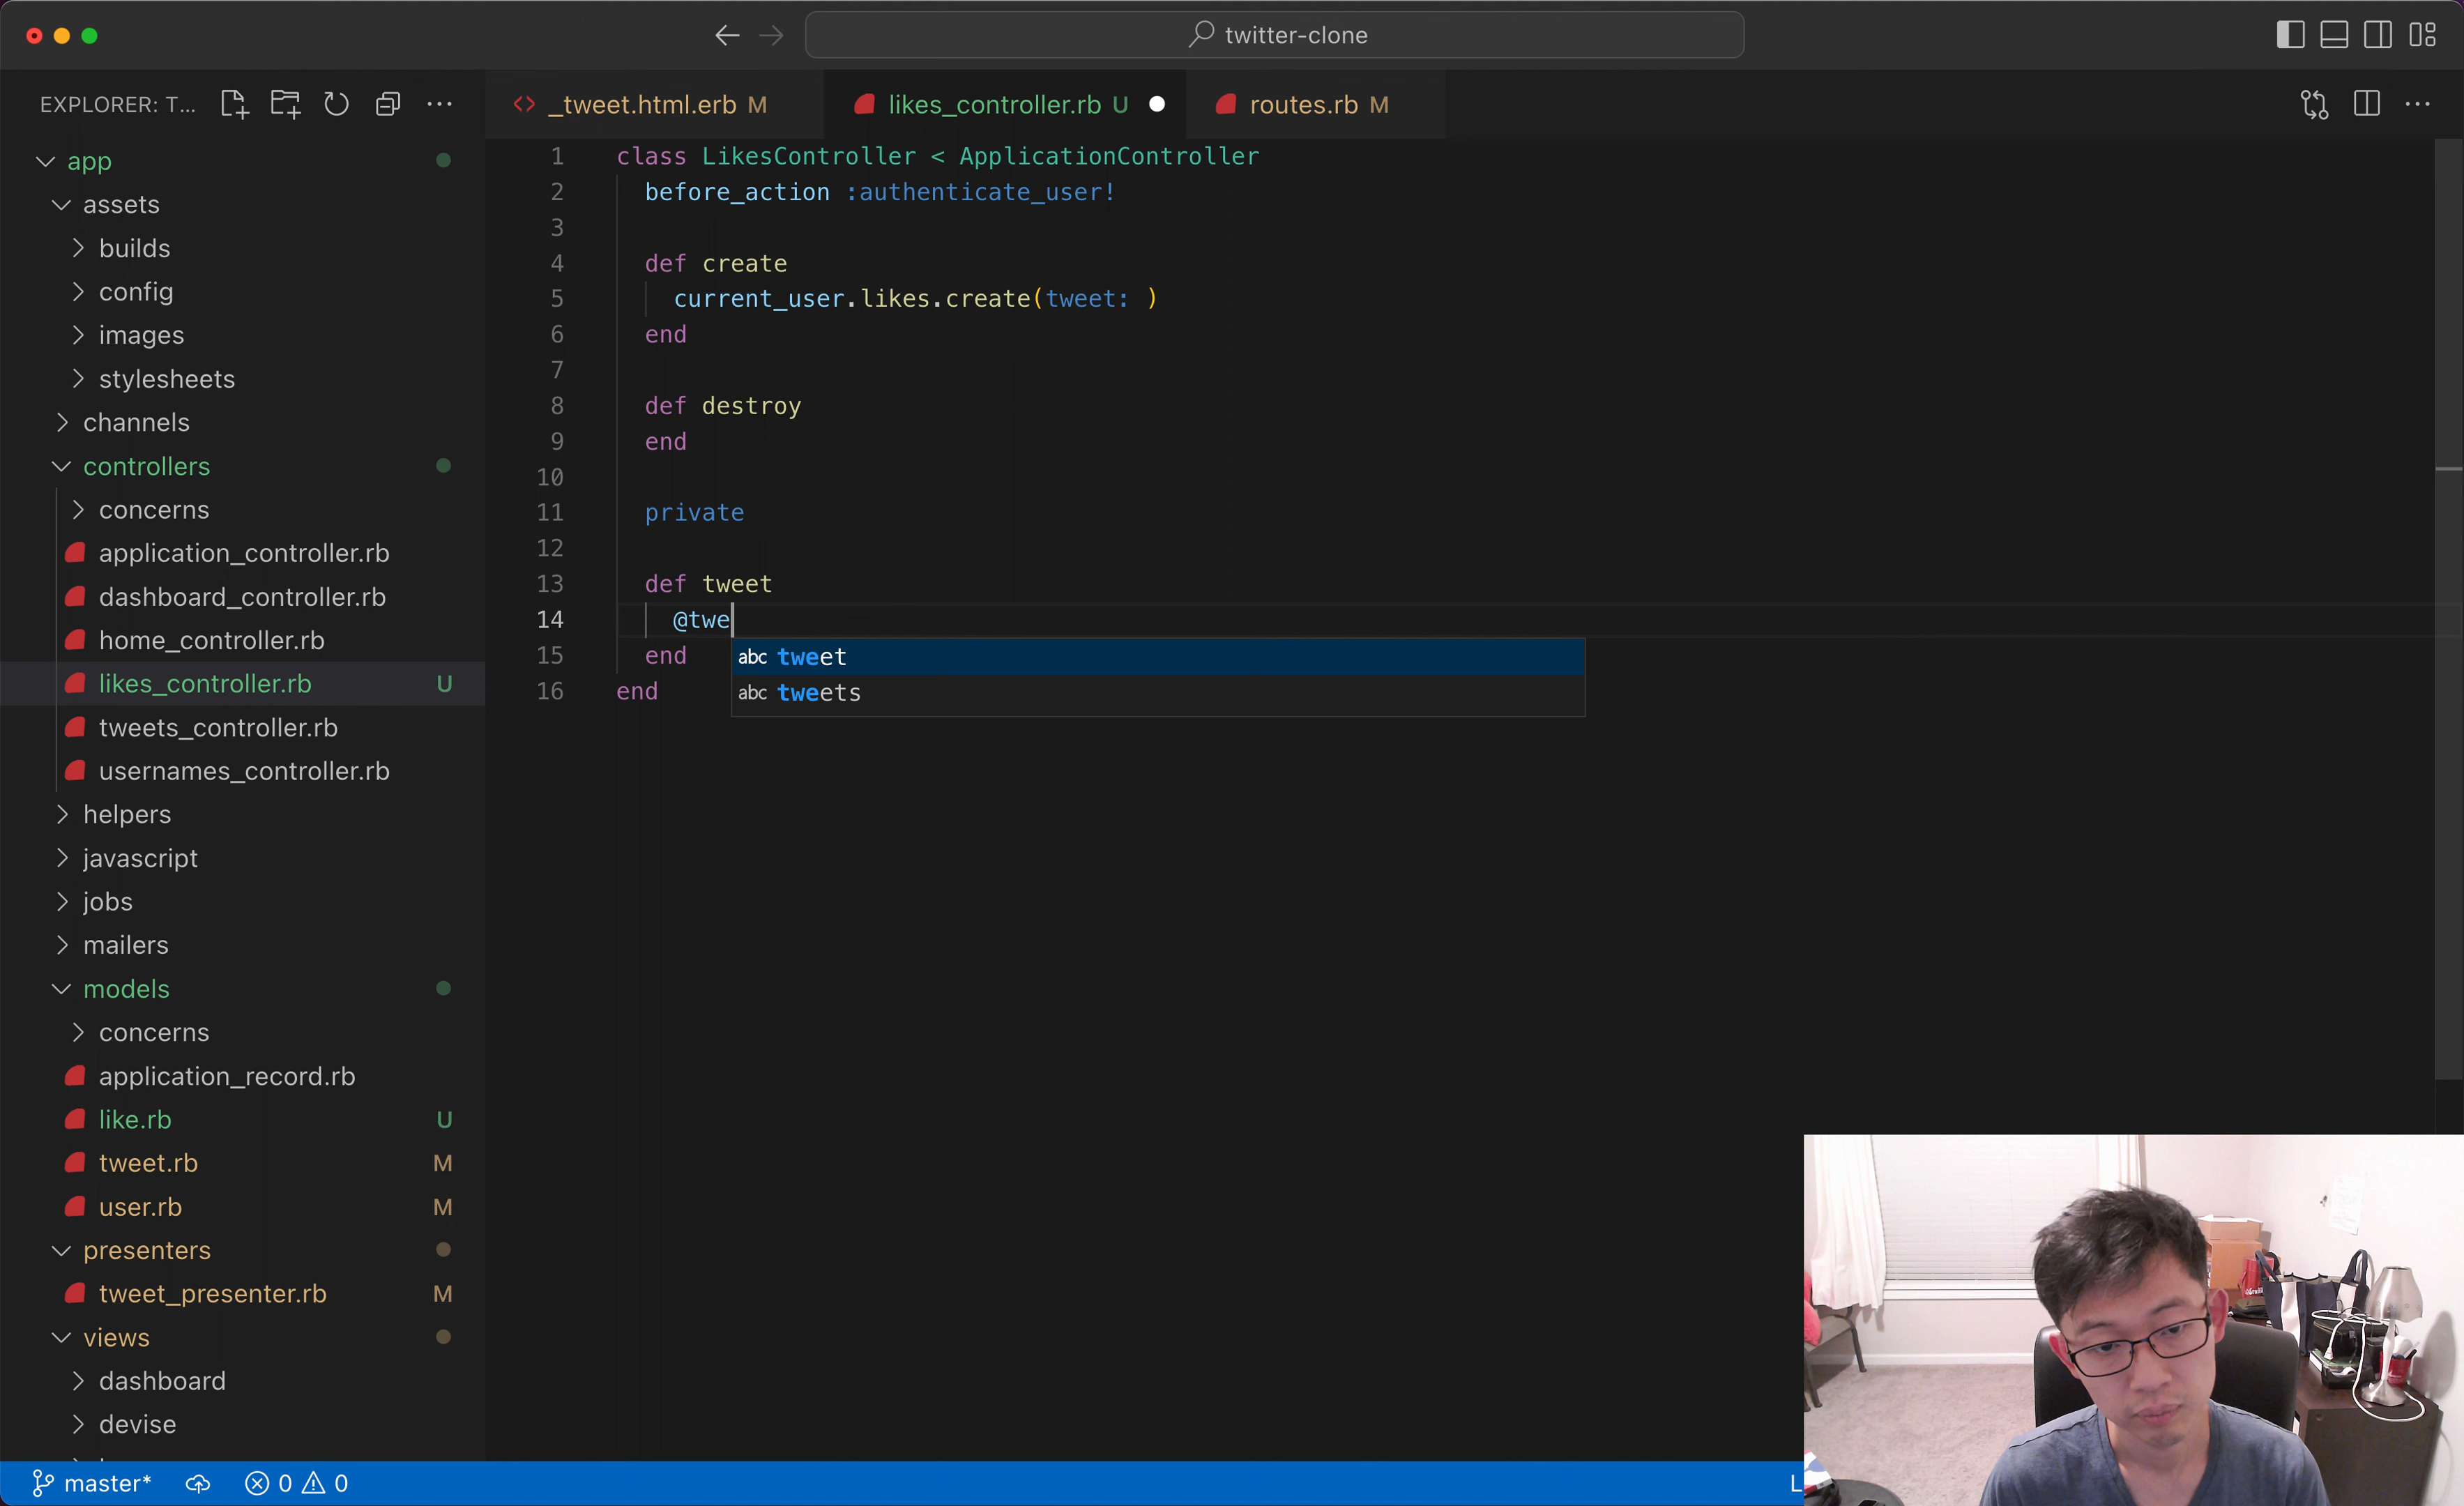 twitter-clone
EXPLORER: T...
_tweet.html.erb M
likes_controller.rb U
routes.rb M
app
assets
builds
config
images
stylesheets
channels
controllers
concerns
application_controller.rb
dashboard_controller.rb
home_controller.rb
likes_controller.rb U
tweets_controller.rb
usernames_controller.rb
helpers
javascript
jobs
mailers
models
concerns
application_record.rb
like.rb U
tweet.rb M
user.rb M
presenters
tweet_presenter.rb M
views
dashboard
devise
1 class LikesController < ApplicationController
2 before_action :authenticate_user!
3
4 def create
5 current_user.likes.create(tweet: )
6 end
7
8 def destroy
9 end
10
11 private
12
13 def tweet
14 @twe
15 end
16 end
abc tweet
abc tweets
master* 0 0
L